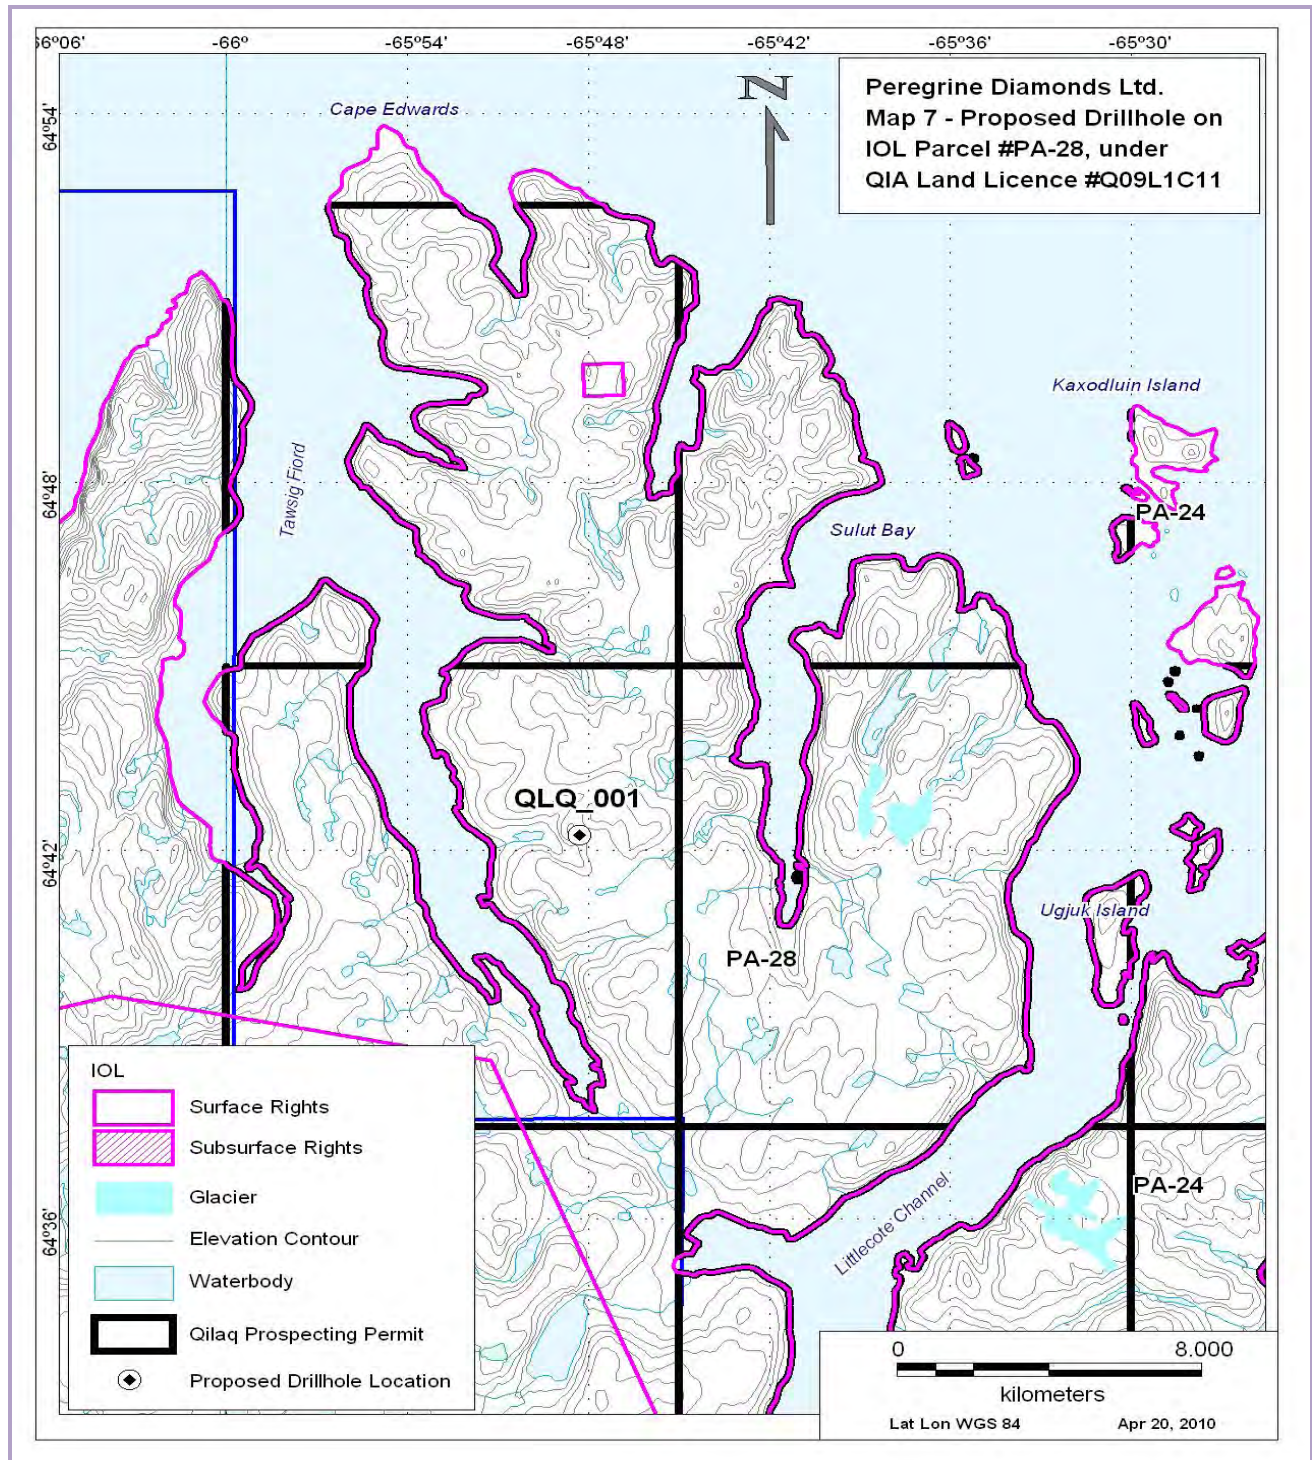 66°06' -66° -65°54' -65°48' -65°42' -65°36' -65°30'
64°54'
Cape Edwards
N
Peregrine Diamonds Ltd.
Map 7 - Proposed Drillhole on
IOL Parcel #PA-28, under
QIA Land Licence #Q09L1C11
Kaxodluin Island
64°48'
Tawsig Fiord
PA-24
Sulut Bay
QLQ_001
64°42'
Ugjuk Island
PA-28
IOL
Surface Rights
Subsurface Rights
Glacier
Elevation Contour
Waterbody
Qilaq Prospecting Permit
Proposed Drillhole Location
PA-24
Littlecote Channel
64°36'
0 8,000
kilometers
Lat Lon WGS 84 Apr 20, 2010